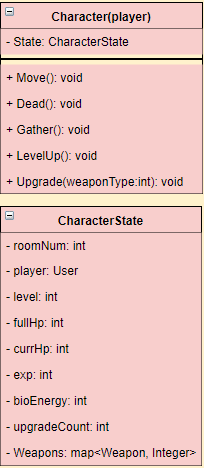 Character(player)
- State: CharacterState
+ Move(): void
+ Dead(): void
+ Gather(): void
+ LevelUp(): void
+ Upgrade(weaponType:int): void
CharacterState
- roomNum: int
- player: User
- level: int
- fullHp: int
- currHp: int
- exp: int
- bioEnergy: int
- upgradeCount: int
- Weapons: map<Weapon, Integer>